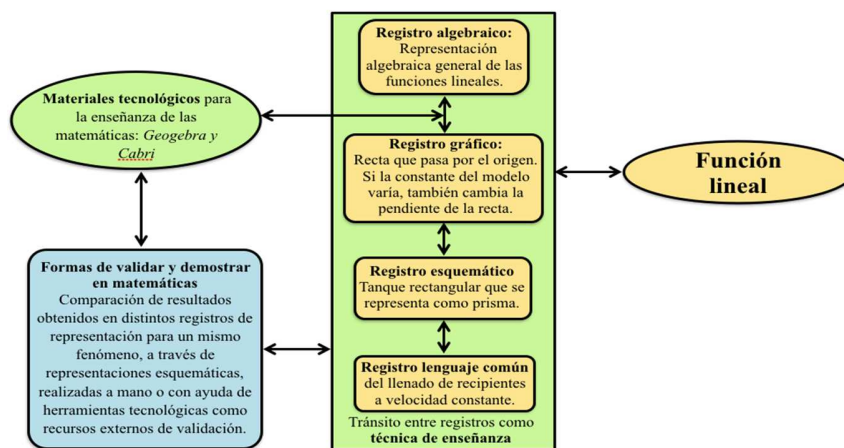 Materiales tecnológicos para
la enseñanza de las
matemáticas: Geogebra y
Cabri
Formas de validar y demostrar
en matemáticas
Comparación de resultados
obtenidos en distintos registros de
representación para un mismo
fenómeno, a través de
representaciones esquemáticas,
realizadas a mano o con ayuda de
herramientas tecnológicas como
recursos externos de validación.
Registro algebraico:
Representación
algebraica general de las
funciones lineales.
Registro gráfico:
Recta que pasa por el origen.
Si la constante del modelo
varía, también cambia la
pendiente de la recta.
Registro esquemático
Tanque rectangular que se
representa como prisma.
Registro lenguaje común
del llenado de recipientes
a velocidad constante.
Tránsito entre registros como
técnica de enseñanza
Función
lineal